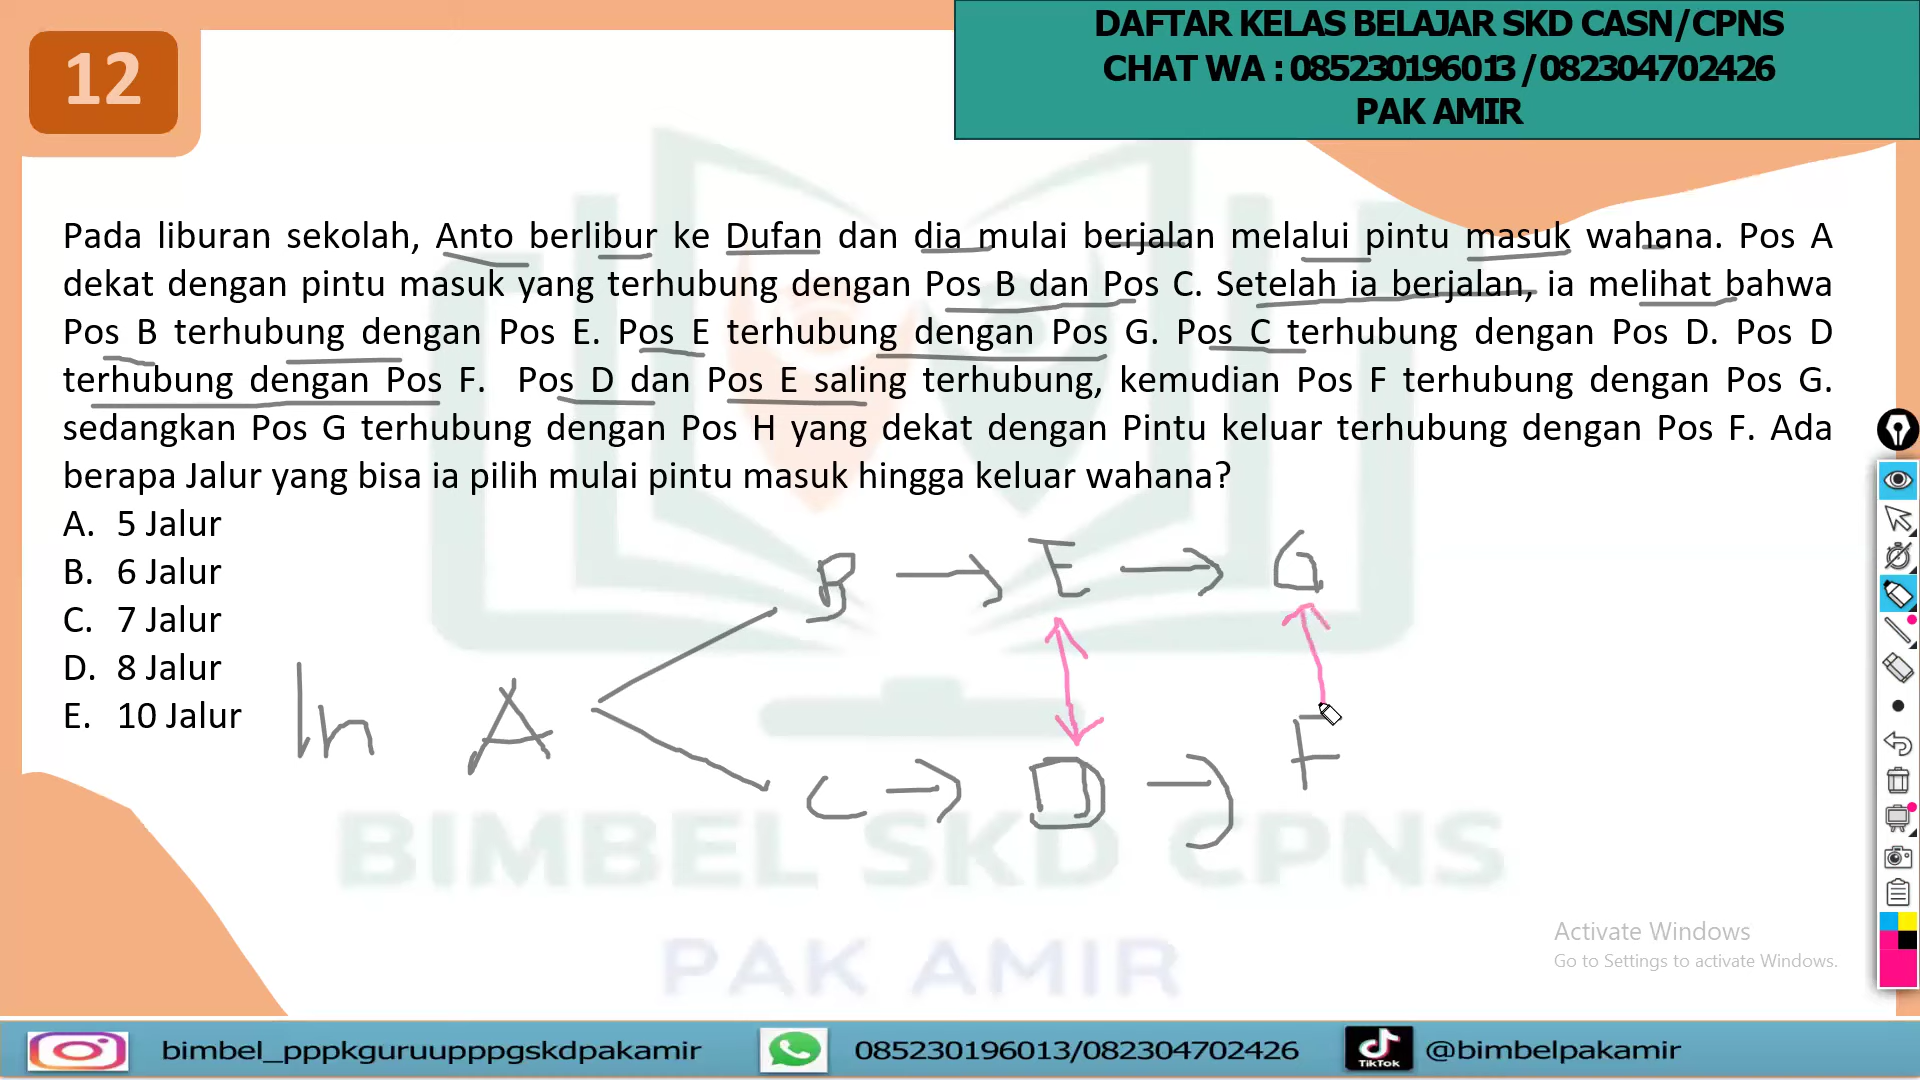 12
DAFTAR KELAS BELAJAR SKD CASN/CPNS
CHAT WA : 085230196013 / 082304702426
PAK AMIR
Pada liburan sekolah, Anto berlibur ke Dufan dan dia mulai berjalan melalui pintu masuk wahana. Pos A
dekat dengan pintu masuk yang terhubung dengan Pos B dan Pos C. Setelah ia berjalan, ia melihat bahwa
Pos B terhubung dengan Pos E. Pos E terhubung dengan Pos G. Pos C terhubung dengan Pos D. Pos D
terhubung dengan Pos F. Pos D dan Pos E saling terhubung, kemudian Pos F terhubung dengan Pos G.
sedangkan Pos G terhubung dengan Pos H yang dekat dengan Pintu keluar terhubung dengan Pos F. Ada
berapa Jalur yang bisa ia pilih mulai pintu masuk hingga keluar wahana?
A. 5 Jalur
B. 6 Jalur
C. 7 Jalur
D. 8 Jalur
E. 10 Jalur
B → E → G
In A
C → D → F
BIMBEL SKD CPNS
PAK AMIR
Activate Windows
Go to Settings to activate Windows.
bimbel_pppkguruupppgskdpakamir
085230196013/082304702426
TikTok
@bimbelpakamir